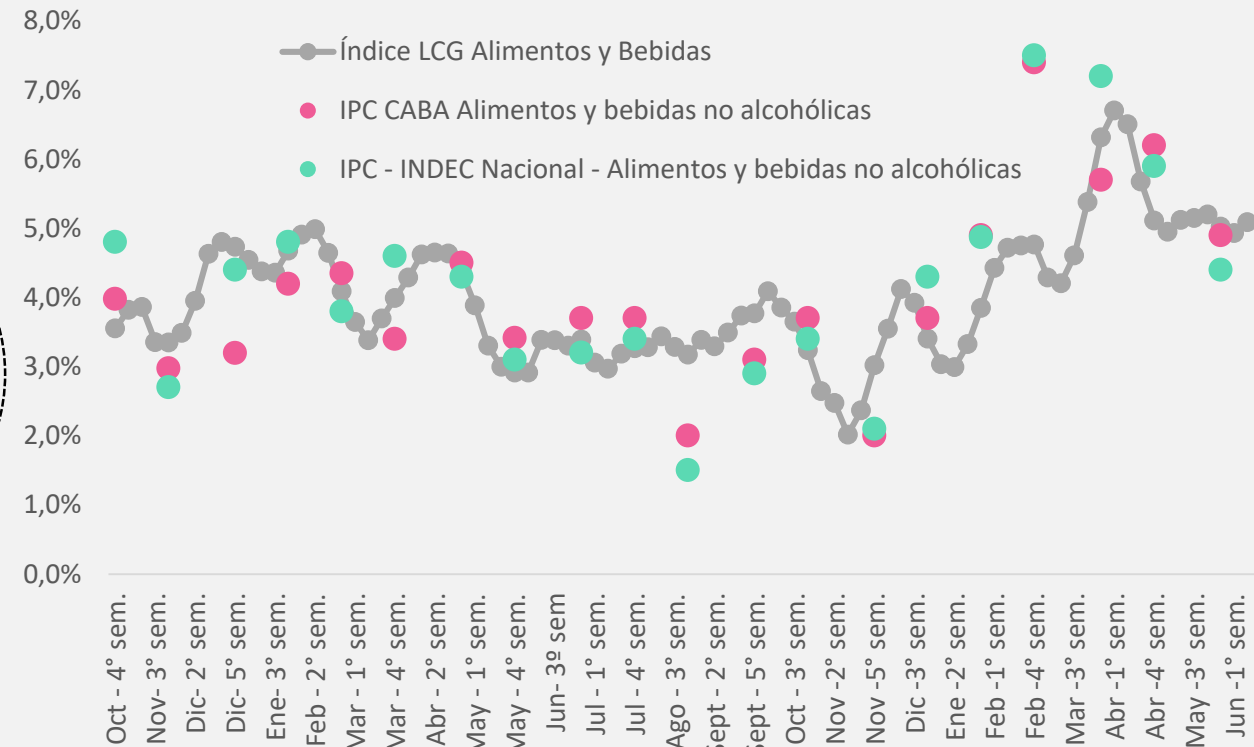 8,0%
7,0%
6,0%
5,0%
4,0%
3,0%
2,0%
1,0%
0,0%
Índice LCG Alimentos y Bebidas
IPC CABA Alimentos y bebidas no alcohólicas
IPC - INDEC Nacional - Alimentos y bebidas no alcohólicas
Oct - 4° sem.
Nov- 3° sem.
Dic- 2° sem.
Dic- 5° sem.
Ene- 3° sem.
Feb - 2° sem.
Mar - 1° sem.
Mar - 4° sem.
Abr - 2° sem.
May - 1° sem.
May - 4° sem.
Jun- 3º sem
Jul - 1° sem.
Jul - 4° sem.
Ago - 3° sem.
Sept - 2° sem.
Sept - 5° sem.
Oct - 3° sem.
Nov -2° sem.
Nov -5° sem.
Dic -3° sem.
Ene -2° sem.
Feb -1° sem.
Feb -4° sem.
Mar -3° sem.
Abr -1° sem.
Abr -4° sem.
May -3° sem.
Jun -1° sem.